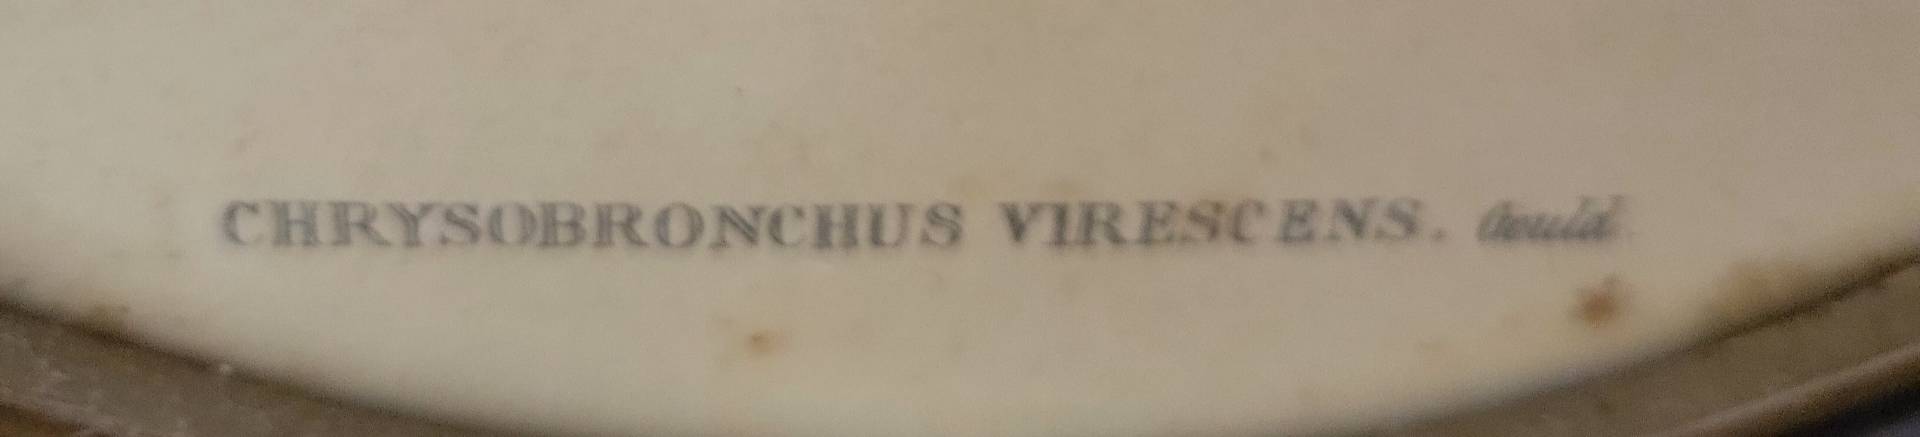 CHRYSOBRONCHUS VIRESCENS. Gould.